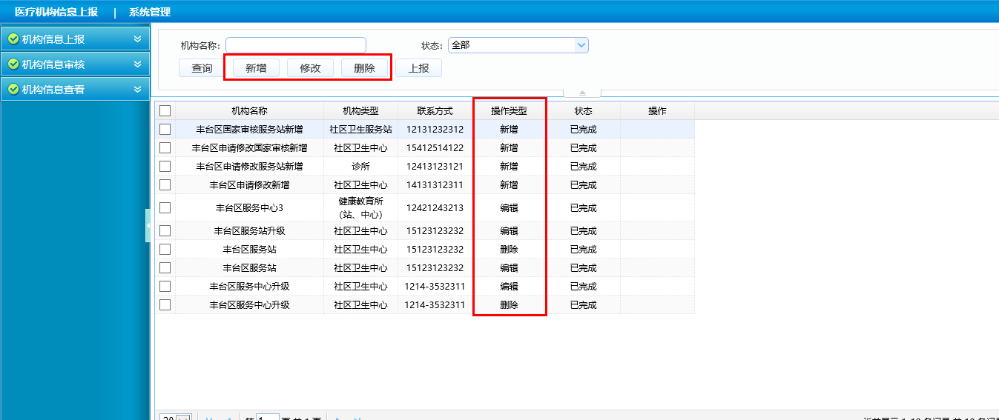 医疗机构信息上报 | 系统管理
机构信息上报
机构信息审核
机构信息查看
机构名称: 状态: 全部
查询 新增 修改 删除 上报
机构名称 机构类型 联系方式 操作类型 状态 操作
丰台区国家审核服务站新增 社区卫生服务站 12131232312 新增 已完成
丰台区申请修改国家审核新增 社区卫生中心 15412514122 新增 已完成
丰台区申请修改服务站新增 诊所 12413123121 新增 已完成
丰台区申请修改新增 社区卫生中心 14131312311 新增 已完成
丰台区服务中心3 健康教育所(站、中心) 12421243213 编辑 已完成
丰台区服务站升级 社区卫生中心 15123123232 编辑 已完成
丰台区服务站 社区卫生中心 15123123232 删除 已完成
丰台区服务站 社区卫生中心 15123123232 编辑 已完成
丰台区服务中心升级 社区卫生中心 1214-3532311 编辑 已完成
丰台区服务中心升级 社区卫生中心 1214-3532311 删除 已完成